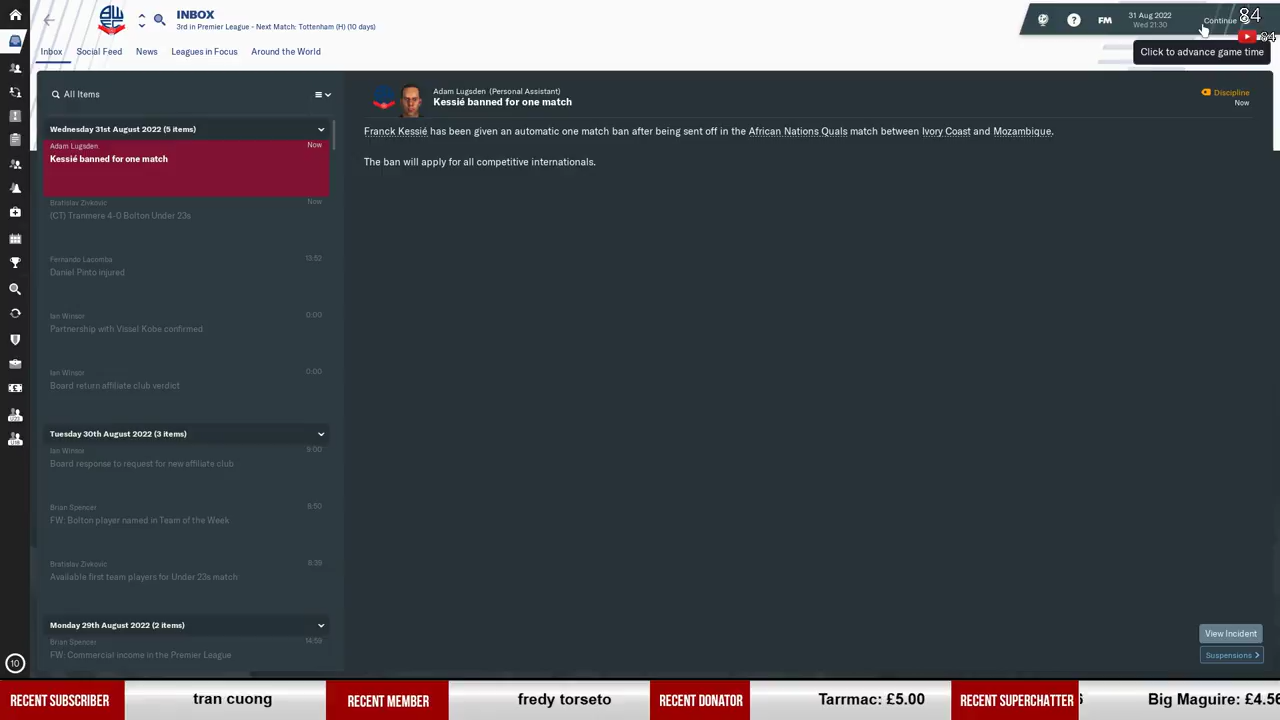 INBOX
3rd in Premier League - Next Match: Tottenham (H) (10 days)
FM
31 Aug 2022
Wed 21:30
Continue
84
84
Click to advance game time
Inbox
Social Feed
News
Leagues in Focus
Around the World
All Items
Wednesday 31st August 2022 (5 items)
Adam Lugsden
Now
Kessié banned for one match
Bratislav Zivkovic
Now
(CT) Tranmere 4-0 Bolton Under 23s
Fernando Lacomba
13:52
Daniel Pinto injured
Ian Winsor
0:00
Partnership with Vissel Kobe confirmed
Ian Winsor
0:00
Board return affiliate club verdict
Tuesday 30th August 2022 (3 items)
Ian Winsor
Board response to request for new affiliate club
Brian Spencer
8:50
FW: Bolton player named in Team of the Week
Bratislav Zivkovic
Available first team players for Under 23s match
Monday 29th August 2022 (2 items)
Brian Spencer
14:59
FW: Commercial income in the Premier League
Adam Lugsden (Personal Assistant)
Kessié banned for one match
Discipline
Now
Franck Kessié has been given an automatic one match ban after being sent off in the African Nations Quals match between Ivory Coast and Mozambique.
The ban will apply for all competitive internationals.
View Incident
Suspensions
U23
U18
10
RECENT SUBSCRIBER
tran cuong
RECENT MEMBER
fredy torseto
RECENT DONATOR
Tarrmac: £5.00
RECENT SUPERCHATTER
Big Maguire: £4.56